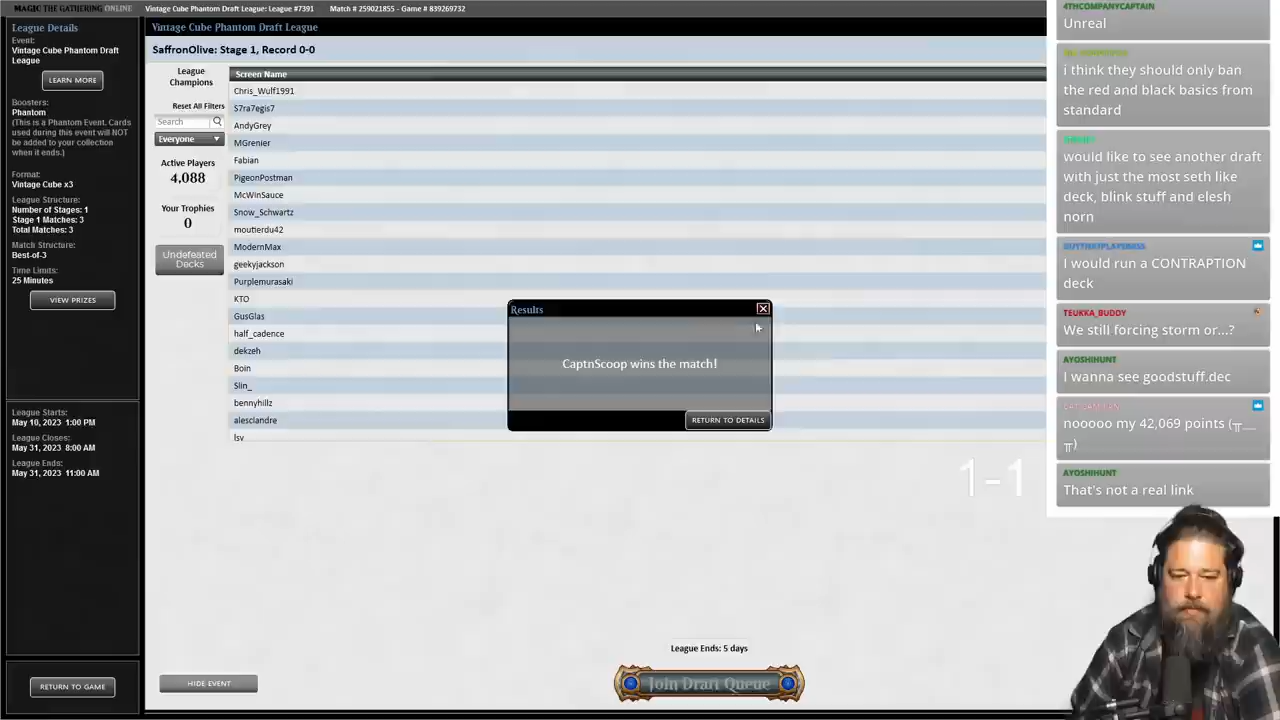 MAGIC THE GATHERING ONLINE
Vintage Cube Phantom Draft League: League #7391
Match # 259021855 - Game # 839269732
League Details
Event:
Vintage Cube Phantom Draft
League
LEARN MORE
Boosters:
Phantom
(This is a Phantom Event. Cards
used during this event will NOT
be added to your collection
when it ends.)
Format:
Vintage Cube x3
League Structure:
Number of Stages: 1
Stage 1 Matches: 3
Total Matches: 3
Match Structure:
Best-of-3
Time Limits:
25 Minutes
VIEW PRIZES
League Starts:
May 10, 2023 1:00 PM
League Closes:
May 31, 2023 8:00 AM
League Ends:
May 31, 2023 11:00 AM
RETURN TO GAME
Vintage Cube Phantom Draft League
SaffronOlive: Stage 1, Record 0-0
League
Champions
Reset All Filters
Search
Everyone
Active Players
4,088
Your Trophies
0
Undefeated
Decks
Screen Name
Chris_Wulf1991
S7ra7egis7
AndyGrey
MGrenier
Fabian
PigeonPostman
McWinSauce
Snow_Schwartz
moutierdu42
ModernMax
geekyjackson
Purplemurasaki
KTO
GusGlas
half_cadence
dekzeh
Boin
Slin_
bennyhillz
alesciandre
lsv
Results
CaptnScoop wins the match!
RETURN TO DETAILS
1-1
League Ends: 5 days
HIDE EVENT
Join Draft Queue
4THCOMPANYCAPTAIN
Unreal
i think they should only ban
the red and black basics from
standard
would like to see another draft
with just the most seth like
deck, blink stuff and elesh
norn
I would run a CONTRAPTION
deck
TEUKKA_BUDDY
We still forcing storm or...?
AYOSHIHUNT
I wanna see goodstuff.dec
nooooo my 42,069 points (╥__
╥)
AYOSHIHUNT
That's not a real link